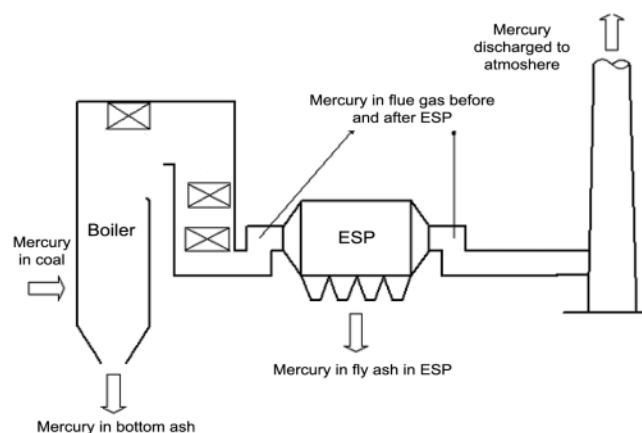 Mercury
discharged to
atmoshere
Mercury in flue gas before
and after ESP
Boiler
ESP
Mercury
in coal
Mercury in fly ash in ESP
Mercury in bottom ash